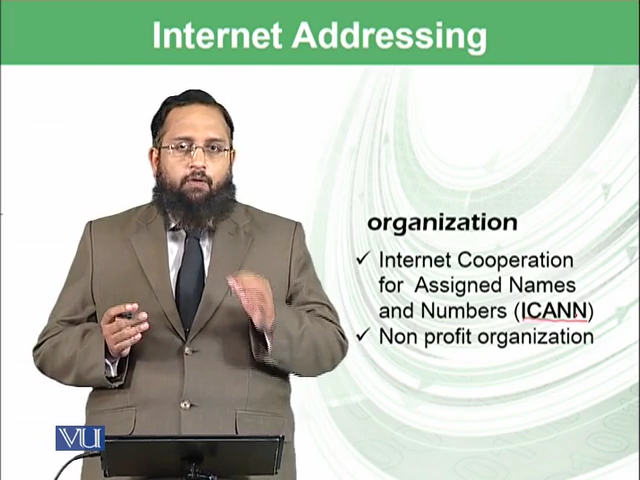 Internet Addressing
organization
✓ Internet Cooperation
for Assigned Names
and Numbers (ICANN)
✓ Non profit organization
VU